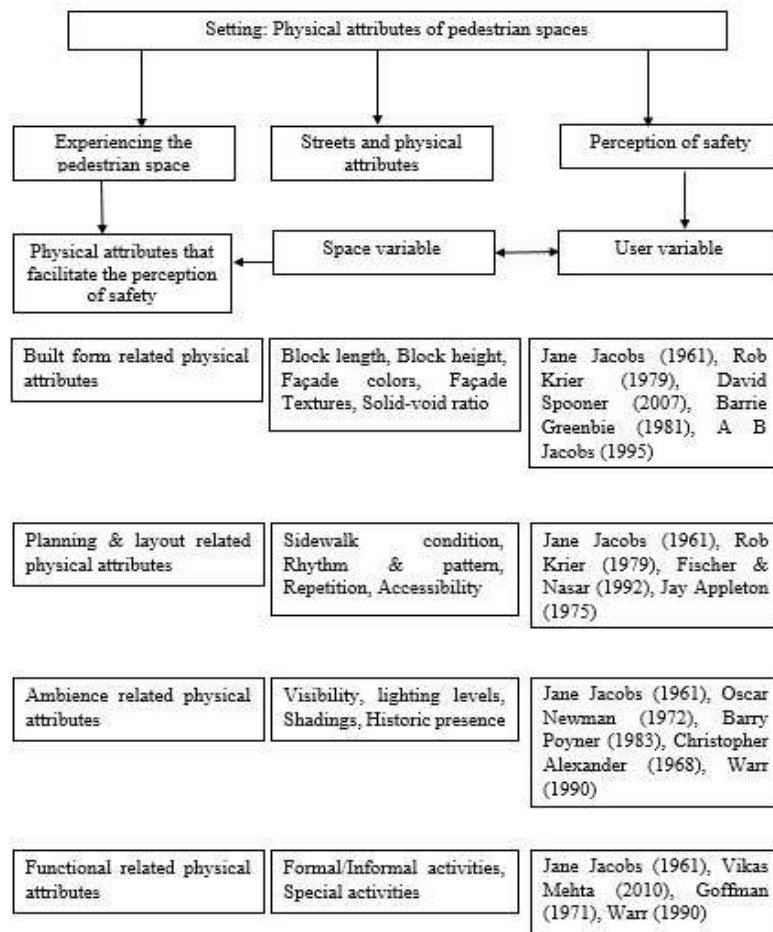 Setting: Physical attributes of pedestrian spaces
Experiencing the
pedestrian space
Streets and physical
attributes
Perception of safety
Physical attributes that
facilitate the perception
of safety
Space variable
User variable
Built form related physical
attributes
Block length, Block height,
Façade colors, Façade
Textures, Solid-void ratio
Jane Jacobs (1961), Rob
Krier (1979), David
Spooner (2007), Barrie
Greenbie (1981), A B
Jacobs (1995)
Planning & layout related
physical attributes
Sidewalk condition,
Rhythm & pattern,
Repetition, Accessibility
Jane Jacobs (1961), Rob
Krier (1979), Fischer &
Nasar (1992), Jay Appleton
(1975)
Ambience related physical
attributes
Visibility, lighting levels,
Shadings, Historic presence
Jane Jacobs (1961), Oscar
Newman (1972), Barry
Poyner (1983), Christopher
Alexander (1968), Warr
(1990)
Functional related physical
attributes
Formal/Informal activities,
Special activities
Jane Jacobs (1961), Vikas
Mehta (2010), Goffman
(1971), Warr (1990)